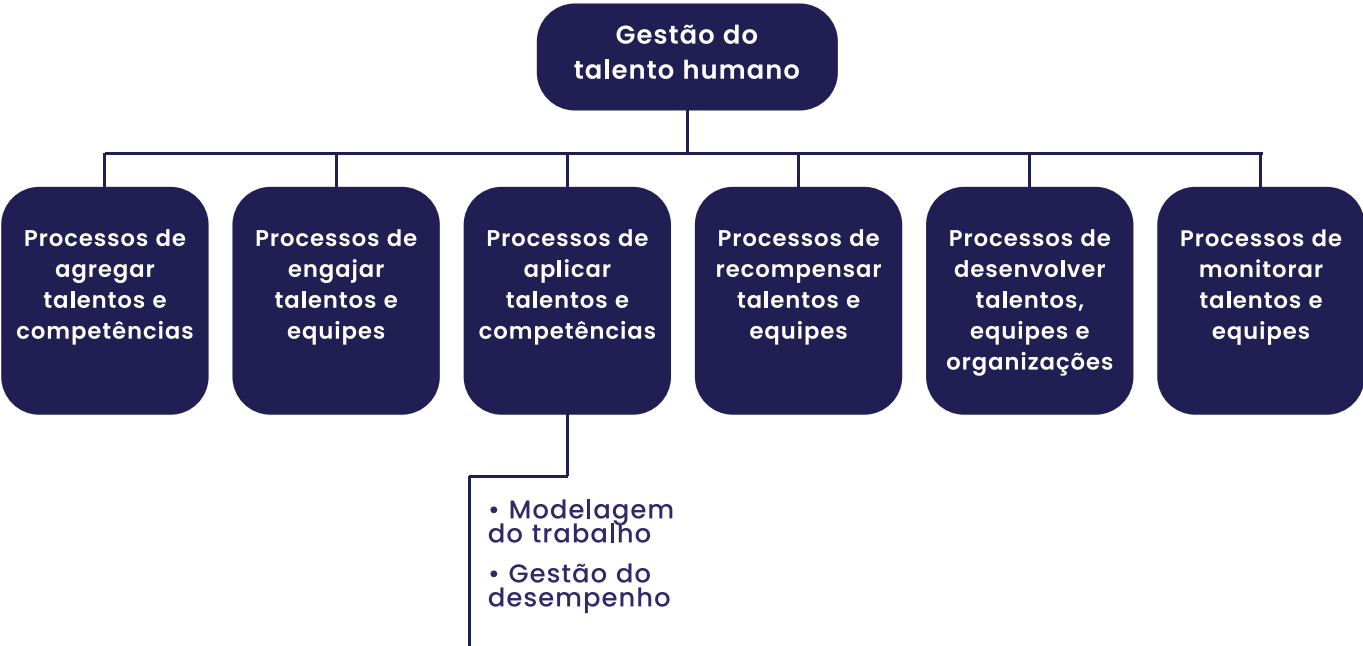 Gestão do
talento humano
Processos de
agregar
talentos e
competências
Processos de
engajar
talentos e
equipes
Processos de
aplicar
talentos e
competências
Processos de
recompensar
talentos e
equipes
Processos de
desenvolver
talentos,
equipes e
organizações
Processos de
monitorar
talentos e
equipes
• Modelagem
do trabalho
• Gestão do
desempenho